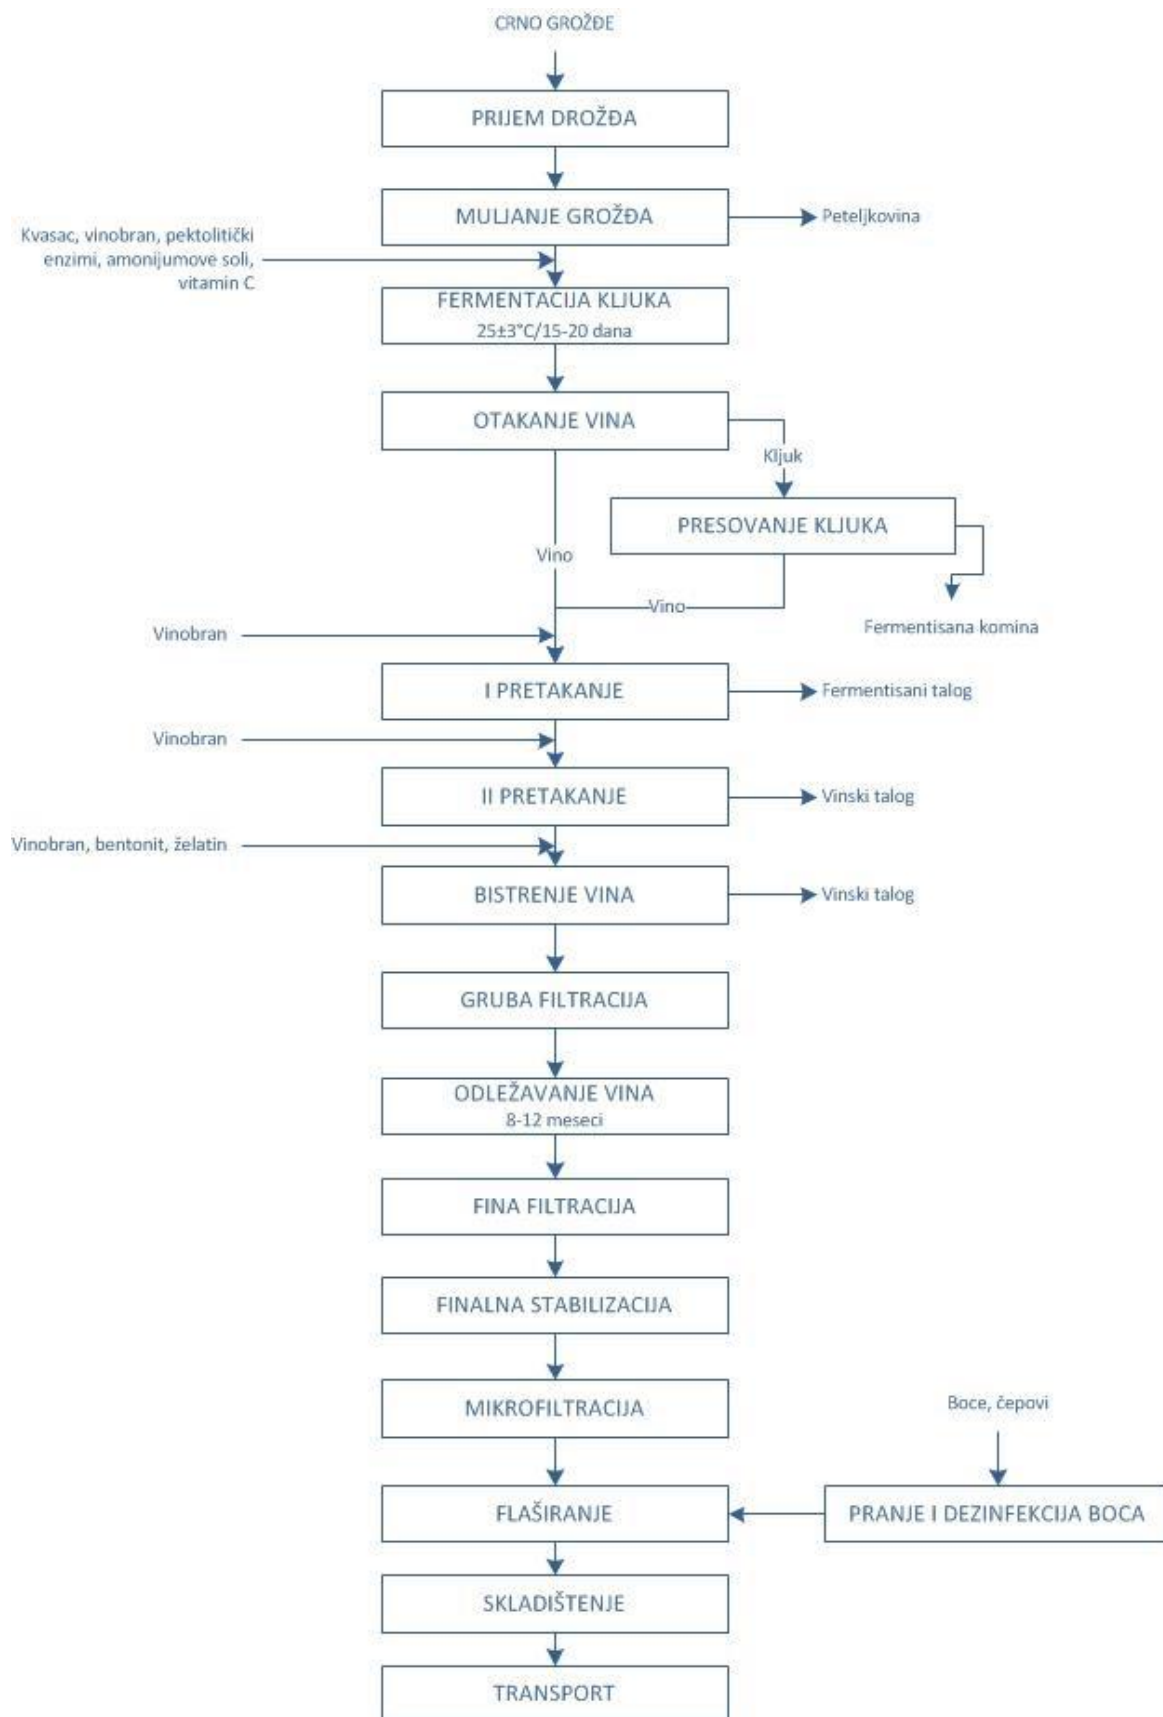 CRNO GROŽĐE
PRIJEM DROŽĐA
MULJANJE GROŽĐA
Peteljkovina
Kvasac, vinobran, pektolitički
enzimi, amonijumove soli,
vitamin C
FERMENTACIJA KLJUKA
25±3°C/15-20 dana
OTAKANJE VINA
Kljuk
PRESOVANJE KLJUKA
Vino
Vino
Fermentisana komina
Vinobran
I PRETAKANJE
Fermentisani talog
Vinobran
II PRETAKANJE
Vinski talog
Vinobran, bentonit, želatin
BISTRENJE VINA
Vinski talog
GRUBA FILTRACIJA
ODLEŽAVANJE VINA
8-12 meseci
FINA FILTRACIJA
FINALNA STABILIZACIJA
MIKROFILTRACIJA
Boce, čepovi
FLAŠIRANJE
PRANJE I DEZINFEKCIJA BOCA
SKLADIŠTENJE
TRANSPORT